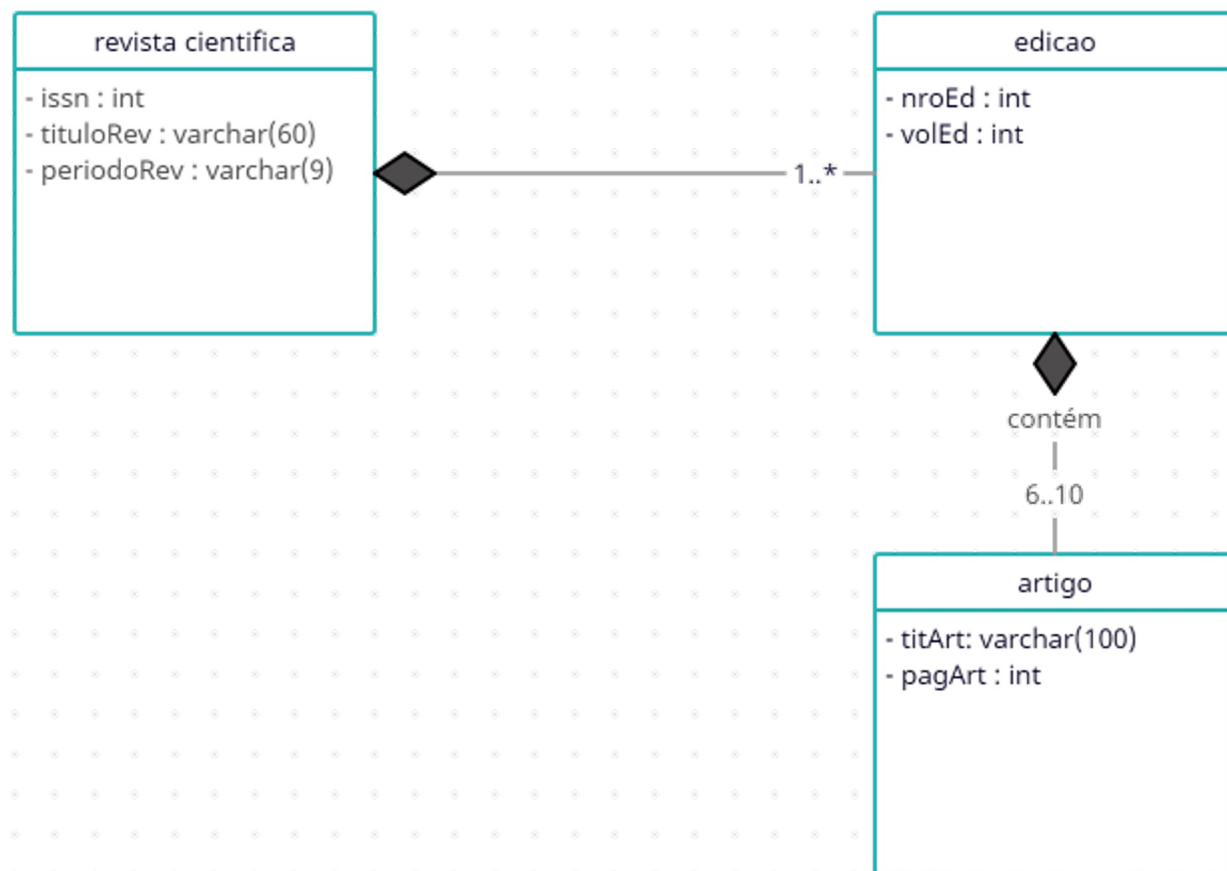 revista cientifica
- issn : int
- tituloRev : varchar(60)
- periodoRev : varchar(9)
1..*
edicao
- nroEd : int
- volEd : int
contém
6..10
artigo
- titArt: varchar(100)
- pagArt : int